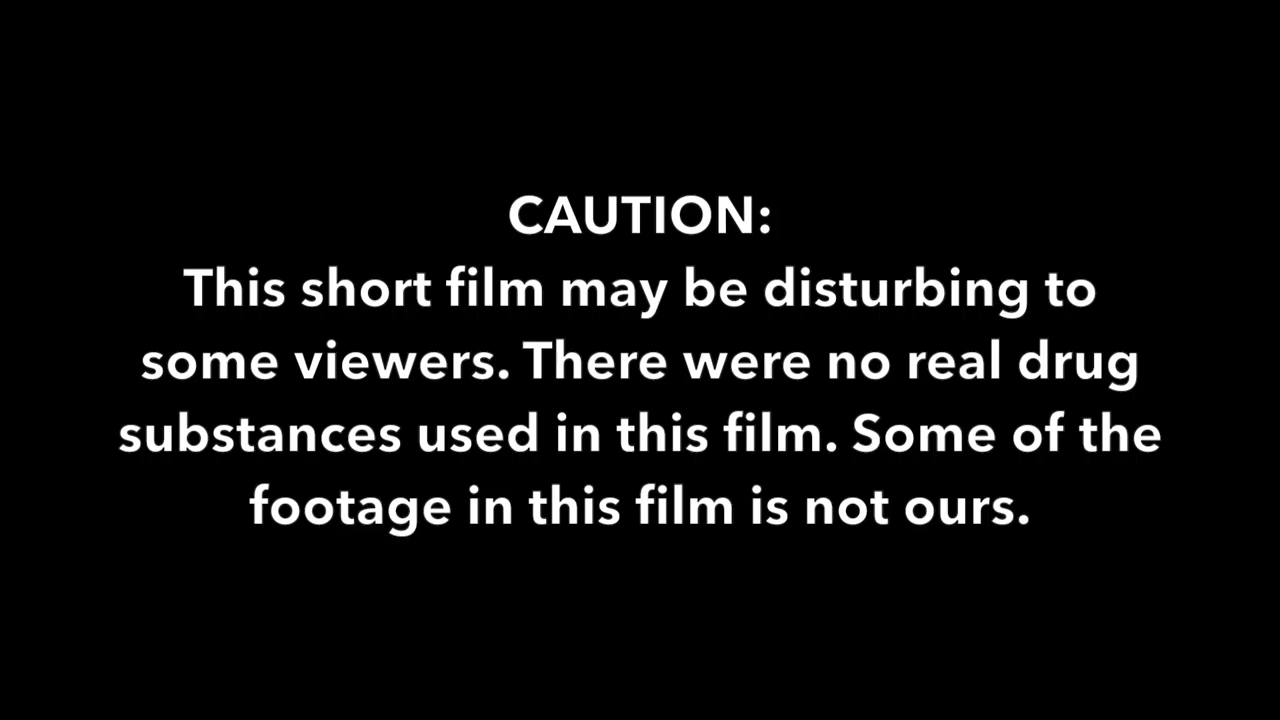 CAUTION:
This short film may be disturbing to
some viewers. There were no real drug
substances used in this film. Some of the
footage in this film is not ours.